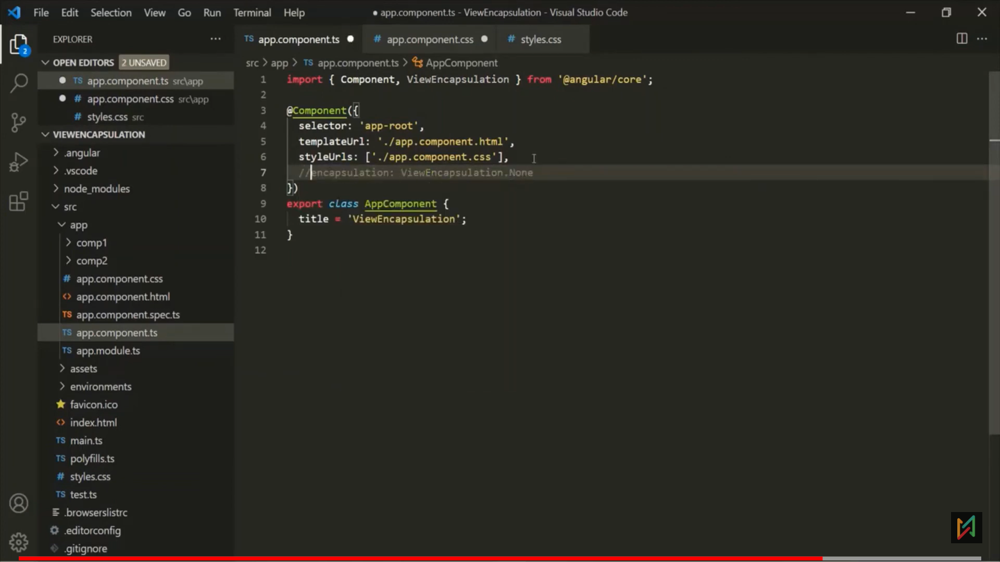 File Edit Selection View Go Run Terminal Help
● app.component.ts - ViewEncapsulation - Visual Studio Code
EXPLORER
2
OPEN EDITORS 2 UNSAVED
TS app.component.ts src\app
# app.component.css src\app
# styles.css src
VIEWENCAPSULATION
.angular
.vscode
node_modules
src
app
comp1
comp2
# app.component.css
<> app.component.html
TS app.component.spec.ts
TS app.component.ts
TS app.module.ts
assets
environments
favicon.ico
<> index.html
TS main.ts
TS polyfills.ts
# styles.css
TS test.ts
.browserslistrc
.editorconfig
.gitignore
TS app.component.ts ● # app.component.css ● # styles.css
src > app > TS app.component.ts > AppComponent
1 import { Component, ViewEncapsulation } from '@angular/core';
2
3 @Component({
4 selector: 'app-root',
5 templateUrl: './app.component.html',
6 styleUrls: ['./app.component.css'],
7 //encapsulation: ViewEncapsulation.None
8 })
9 export class AppComponent {
10 title = 'ViewEncapsulation';
11 }
12